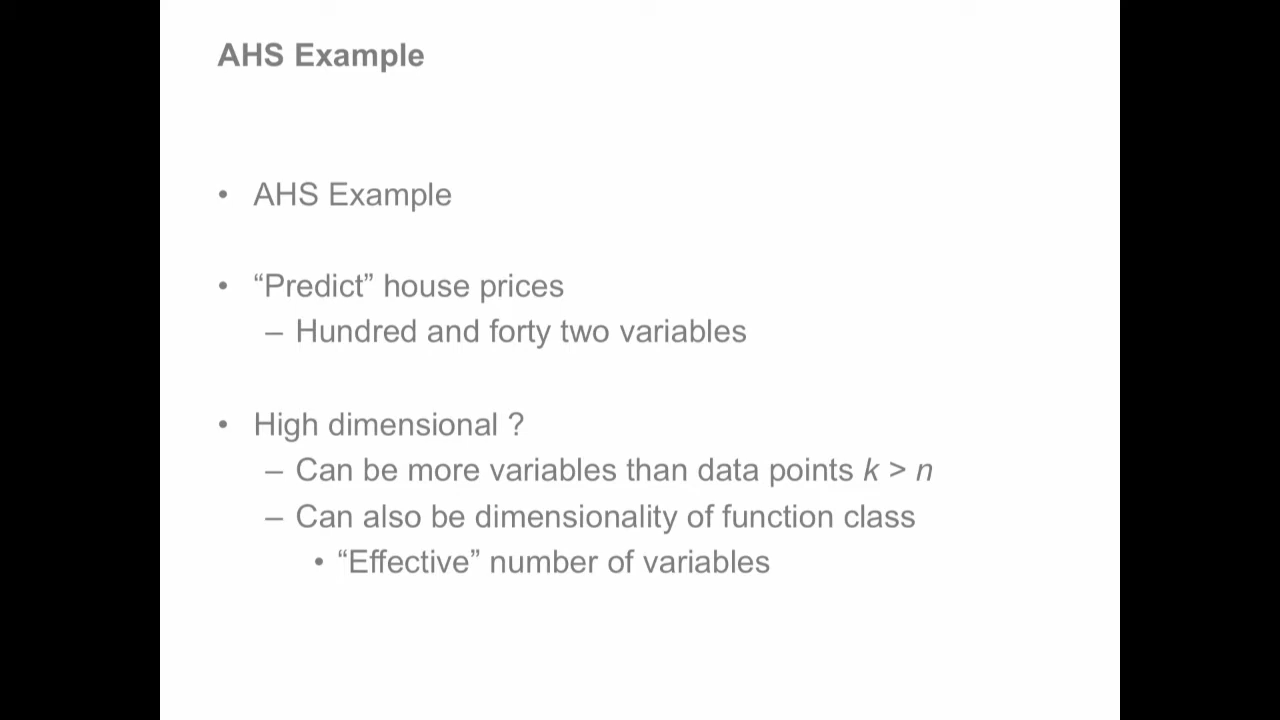 AHS Example
• AHS Example
• “Predict” house prices
– Hundred and forty two variables
• High dimensional ?
– Can be more variables than data points k > n
– Can also be dimensionality of function class
• “Effective” number of variables